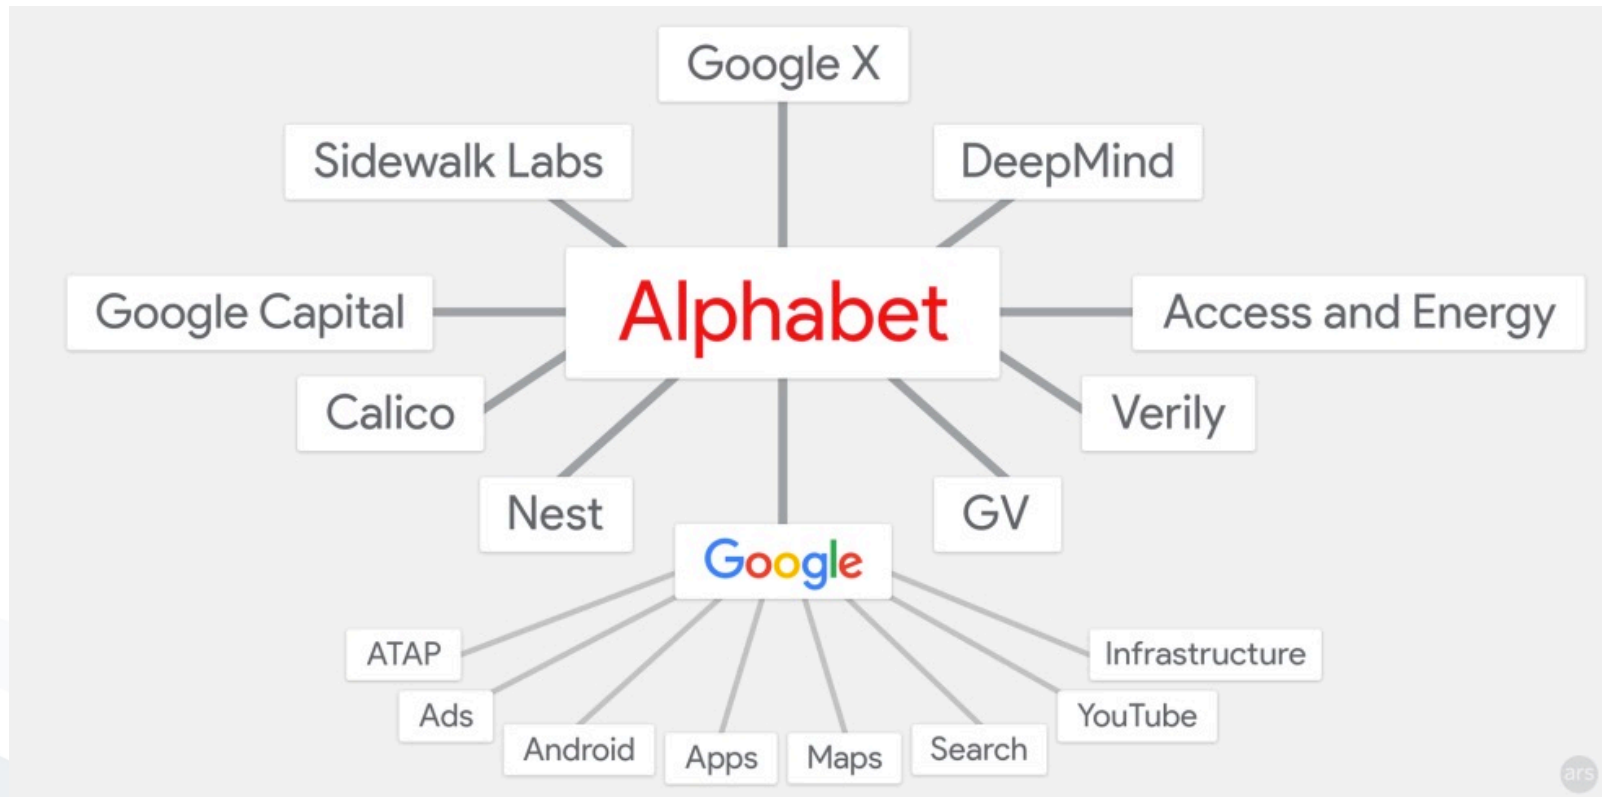 Google X
Sidewalk Labs
DeepMind
Alphabet
Google Capital
Access and Energy
Calico
Verily
Nest
GV
Google
ATAP
Infrastructure
Ads
YouTube
Android
Apps
Maps
Search
ars